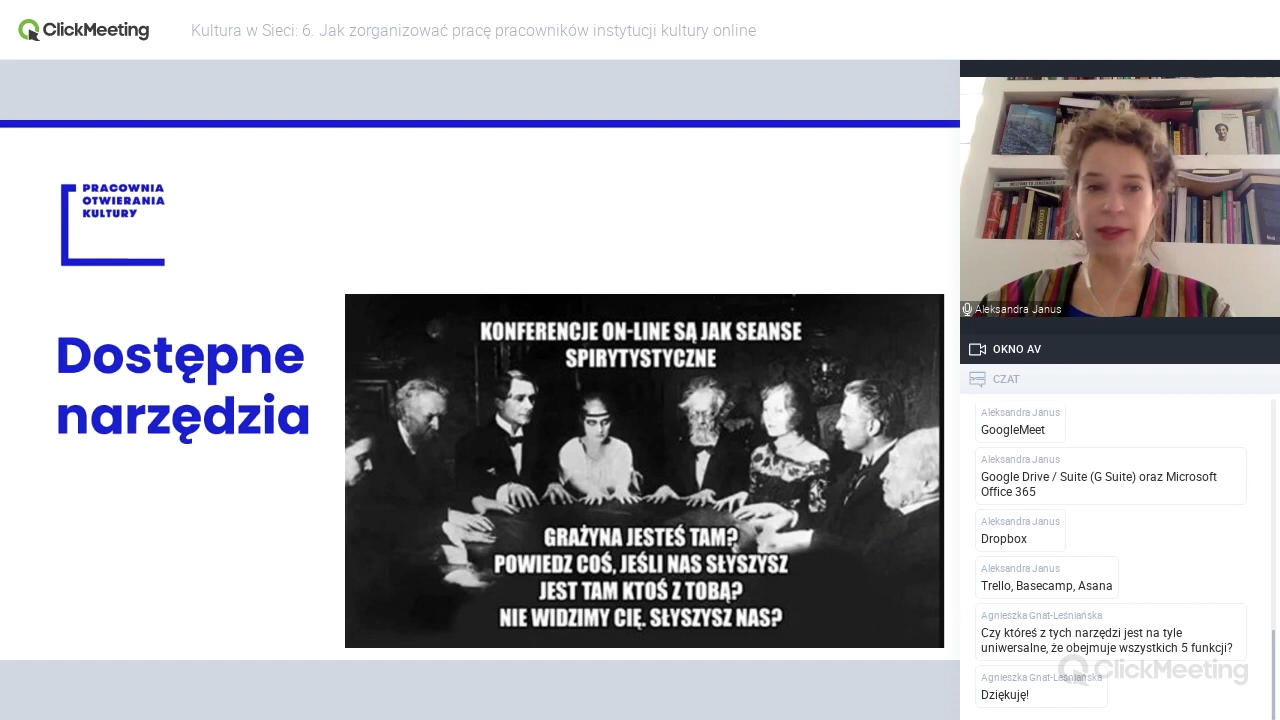 ClickMeeting
Kultura w Sieci: 6. Jak zorganizować pracę pracowników instytucji kultury online
PRACOWNIA
OTWIERANIA
KULTURY
Dostępne
narzędzia
KONFERENCJE ON-LINE SĄ JAK SEANSE
SPIRYTYSTYCZNE
GRAŻYNA JESTEŚ TAM?
POWIEDZ COŚ, JEŚLI NAS SŁYSZYSZ
JEST TAM KTOŚ Z TOBĄ?
NIE WIDZIMY CIĘ. SŁYSZYSZ NAS?
Aleksandra Janus
OKNO AV
CZAT
Aleksandra Janus
GoogleMeet
Aleksandra Janus
Google Drive / Suite (G Suite) oraz Microsoft
Office 365
Aleksandra Janus
Dropbox
Aleksandra Janus
Trello, Basecamp, Asana
Agnieszka Gnat-Leśniańska
Czy któreś z tych narzędzi jest na tyle
uniwersalne, że obejmuje wszystkich 5 funkcji?
Agnieszka Gnat-Leśniańska
Dziękuję!
ClickMeeting